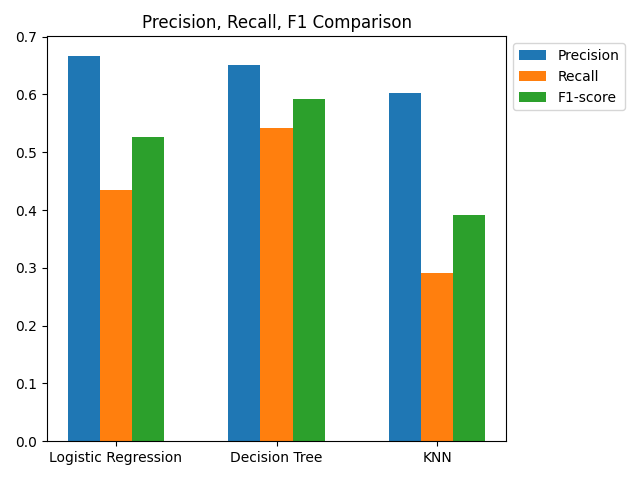 Precision, Recall, F1 Comparison
Precision
Recall
F1-score
0.7
0.6
0.5
0.4
0.3
0.2
0.1
0.0
Logistic Regression
Decision Tree
KNN